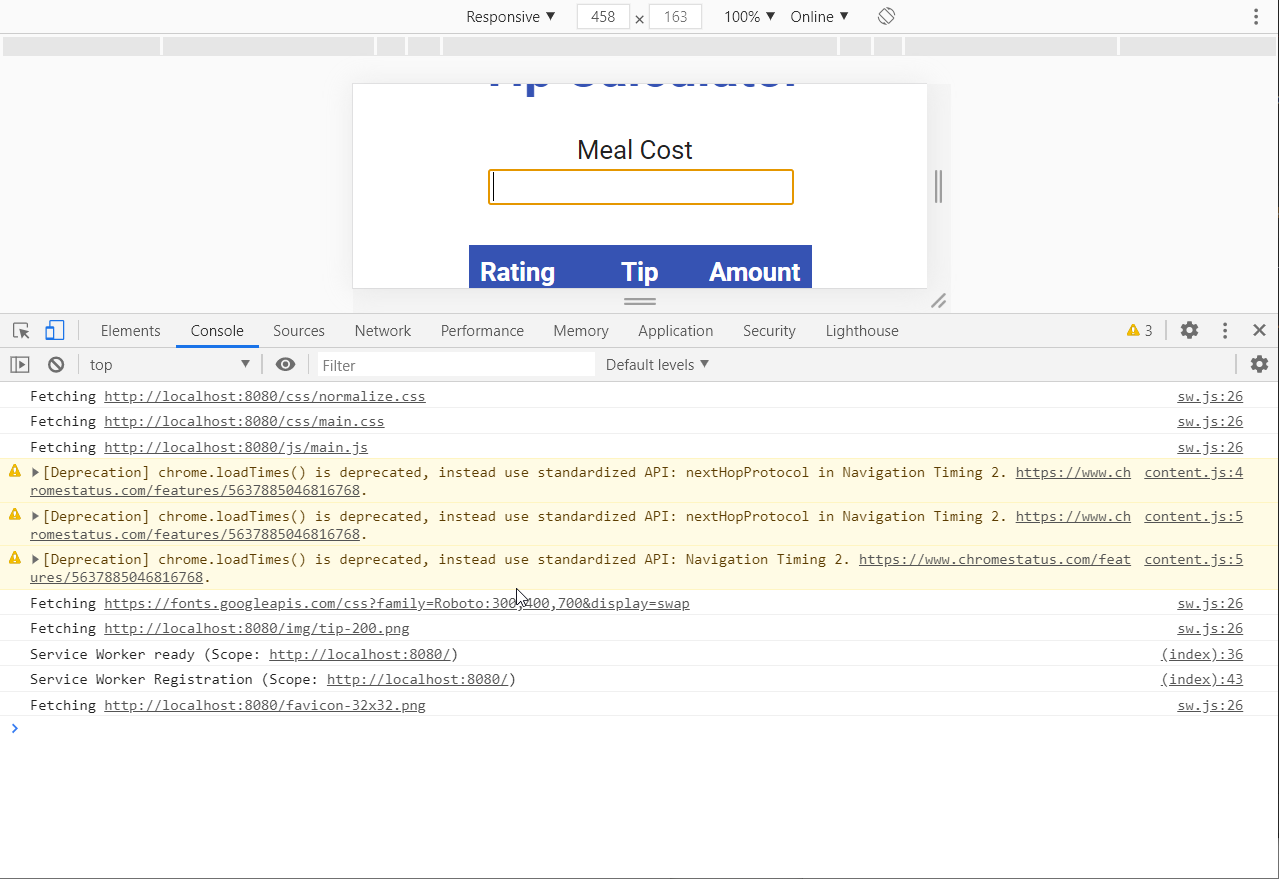 Responsive ▼ 458 × 163 100% ▼ Online ▼
Tip Calculator
Meal Cost
Rating Tip Amount
Elements Console Sources Network Performance Memory Application Security Lighthouse 3
top ▼ Filter Default levels ▼
Fetching http://localhost:8080/css/normalize.css sw.js:26
Fetching http://localhost:8080/css/main.css sw.js:26
Fetching http://localhost:8080/js/main.js sw.js:26
[Deprecation] chrome.loadTimes() is deprecated, instead use standardized API: nextHopProtocol in Navigation Timing 2. https://www.ch content.js:4
romestatus.com/features/5637885046816768.
[Deprecation] chrome.loadTimes() is deprecated, instead use standardized API: nextHopProtocol in Navigation Timing 2. https://www.ch content.js:5
romestatus.com/features/5637885046816768.
[Deprecation] chrome.loadTimes() is deprecated, instead use standardized API: Navigation Timing 2. https://www.chromestatus.com/feat content.js:5
ures/5637885046816768.
Fetching https://fonts.googleapis.com/css?family=Roboto:300,400,700&display=swap sw.js:26
Fetching http://localhost:8080/img/tip-200.png sw.js:26
Service Worker ready (Scope: http://localhost:8080/) (index):36
Service Worker Registration (Scope: http://localhost:8080/) (index):43
Fetching http://localhost:8080/favicon-32x32.png sw.js:26